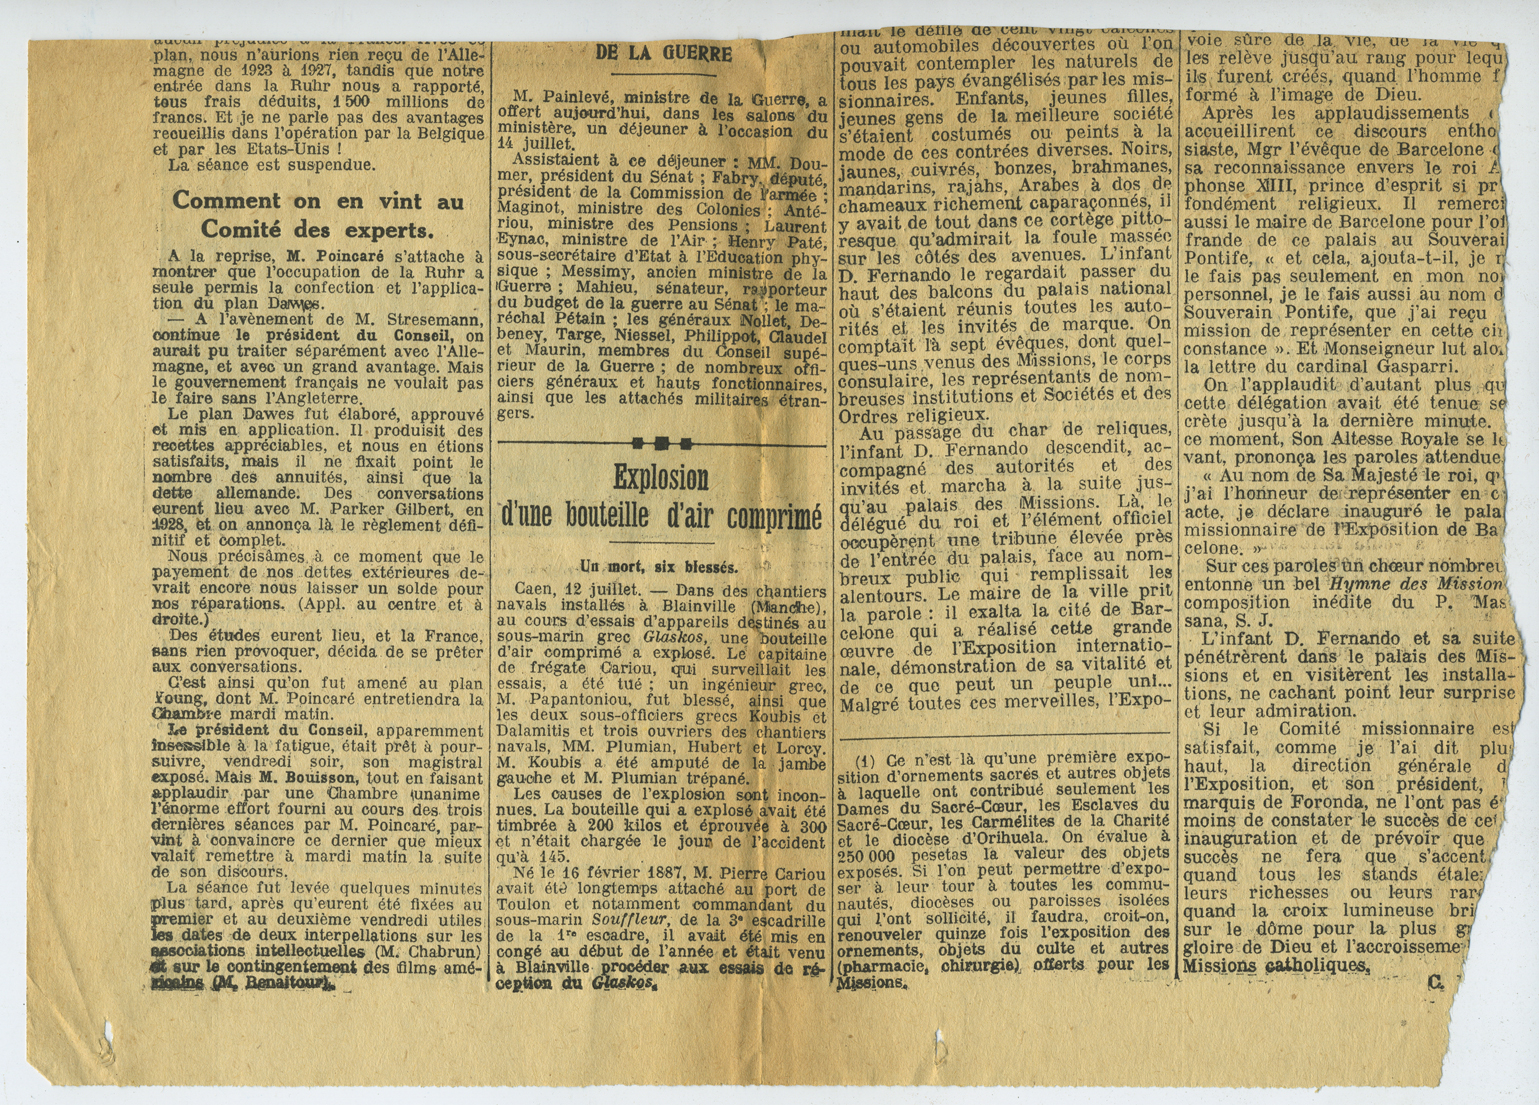 plan, nous n'aurions rien reçu de l'Alle-
magne de 1923 à 1927, tandis que notre
entrée dans la Ruhr nous a rapporté,
tous frais déduits, 1 500 millions de
francs. Et je ne parle pas des avantages
recueillis dans l'opération par la Belgique
et par les Etats-Unis !
La séance est suspendue.
Comment on en vint au
Comité des experts.
A la reprise, M. Poincaré s'attache à
montrer que l'occupation de la Ruhr a
seule permis la confection et l'applica-
tion du plan Dawes.
— A l'avènement de M. Stresemann,
continue le président du Conseil, on
aurait pu traiter séparément avec l'Alle-
magne, et avec un grand avantage. Mais
le gouvernement français ne voulait pas
le faire sans l'Angleterre.
Le plan Dawes fut élaboré, approuvé
et mis en application. Il produisit des
recettes appréciables, et nous en étions
satisfaits, mais il ne fixait point le
nombre des annuités, ainsi que la
dette allemande. Des conversations
eurent lieu avec M. Parker Gilbert, en
1928, et on annonça là le règlement défi-
nitif et complet.
Nous précisâmes à ce moment que le
payement de nos dettes extérieures de-
vrait encore nous laisser un solde pour
nos réparations. (Appl. au centre et à
droite.)
Des études eurent lieu, et la France,
sans rien provoquer, décida de se prêter
aux conversations.
C'est ainsi qu'on fut amené au plan
Young, dont M. Poincaré entretiendra la
Chambre mardi matin.
Le président du Conseil, apparemment
insensible à la fatigue, était prêt à pour-
suivre, vendredi soir, son magistral
exposé. Mais M. Bouisson, tout en faisant
applaudir par une Chambre unanime
l'énorme effort fourni au cours des trois
dernières séances par M. Poincaré, par-
vint à convaincre ce dernier que mieux
valait remettre à mardi matin la suite
de son discours.
La séance fut levée quelques minutes
plus tard, après qu'eurent été fixées au
premier et au deuxième vendredi utiles
les dates de deux interpellations sur les
associations intellectuelles (M. Chabrun)
et sur le contingentement des films amé-
ricains (M. Benaitour).
DE LA GUERRE
M. Painlevé, ministre de la Guerre, a
offert aujourd'hui, dans les salons du
ministère, un déjeuner à l'occasion du
14 juillet.
Assistaient à ce déjeuner : MM. Dou-
mer, président du Sénat ; Fabry, député,
président de la Commission de l'armée ;
Maginot, ministre des Colonies ; Anté-
riou, ministre des Pensions ; Laurent
Eynac, ministre de l'Air ; Henry Paté,
sous-secrétaire d'Etat à l'Education phy-
sique ; Messimy, ancien ministre de la
Guerre ; Mahieu, sénateur, rapporteur
du budget de la guerre au Sénat ; le ma-
réchal Pétain ; les généraux Nollet, De-
beney, Targe, Niessel, Philippot, Claudel
et Maurin, membres du Conseil supé-
rieur de la Guerre ; de nombreux offi-
ciers généraux et hauts fonctionnaires,
ainsi que les attachés militaires étran-
gers.
Explosion
d'une bouteille d'air comprimé
Un mort, six blessés.
Caen, 12 juillet. — Dans des chantiers
navals installés à Blainville (Manche),
au cours d'essais d'appareils destinés au
sous-marin grec Glaskos, une bouteille
d'air comprimé a explosé. Le capitaine
de frégate Cariou, qui surveillait les
essais, a été tué ; un ingénieur grec,
M. Papantoniou, fut blessé, ainsi que
les deux sous-officiers grecs Koubis et
Dalamitis et trois ouvriers des chantiers
navals, MM. Plumian, Hubert et Lorcy.
M. Koubis a été amputé de la jambe
gauche et M. Plumian trépané.
Les causes de l'explosion sont incon-
nues. La bouteille qui a explosé avait été
timbrée à 200 kilos et éprouvée à 300
et n'était chargée le jour de l'accident
qu'à 145.
Né le 16 février 1887, M. Pierre Cariou
avait été longtemps attaché au port de
Toulon et notamment commandant du
sous-marin Souffleur, de la 3e escadrille
de la 1re escadre, il avait été mis en
congé au début de l'année et était venu
à Blainville procéder aux essais de ré-
ception du Glaskos.
mait le défilé de cent vingt calèches
ou automobiles découvertes où l'on
pouvait contempler les naturels de
tous les pays évangélisés par les mis-
sionnaires. Enfants, jeunes filles,
jeunes gens de la meilleure société
s'étaient costumés ou peints à la
mode de ces contrées diverses. Noirs,
jaunes, cuivrés, bonzes, brahmanes,
mandarins, rajahs, Arabes à dos de
chameaux richement caparaçonnés, il
y avait de tout dans ce cortège pitto-
resque qu'admirait la foule massée
sur les côtés des avenues. L'infant
D. Fernando le regardait passer du
haut des balcons du palais national
où s'étaient réunis toutes les auto-
rités et les invités de marque. On
comptait là sept évêques, dont quel-
ques-uns venus des Missions, le corps
consulaire, les représentants de nom-
breuses institutions et Sociétés et des
Ordres religieux.
Au passage du char de reliques,
l'infant D. Fernando descendit, ac-
compagné des autorités et des
invités et marcha à la suite jus-
qu'au palais des Missions. Là, le
délégué du roi et l'élément officiel
occupèrent une tribune élevée près
de l'entrée du palais, face au nom-
breux public qui remplissait les
alentours. Le maire de la ville prit
la parole : il exalta la cité de Bar-
celone qui a réalisé cette grande
œuvre de l'Exposition internatio-
nale, démonstration de sa vitalité et
de ce que peut un peuple uni...
Malgré toutes ces merveilles, l'Expo-
(1) Ce n'est là qu'une première expo-
sition d'ornements sacrés et autres objets
à laquelle ont contribué seulement les
Dames du Sacré-Cœur, les Esclaves du
Sacré-Cœur, les Carmélites de la Charité
et le diocèse d'Orihuela. On évalue à
250 000 pesetas la valeur des objets
exposés. Si l'on peut permettre d'expo-
ser à leur tour à toutes les commu-
nautés, diocèses ou paroisses isolées
qui l'ont sollicité, il faudra, croit-on,
renouveler quinze fois l'exposition des
ornements, objets du culte et autres
(pharmacie, chirurgie) offerts pour les
Missions.
voie sûre de la vie, de la vie q
les relève jusqu'au rang pour lequ
ils furent créés, quand l'homme f
formé à l'image de Dieu.
Après les applaudissements
accueillirent ce discours entho
siaste, Mgr l'évêque de Barcelone
sa reconnaissance envers le roi A
phonse XIII, prince d'esprit si pr
fondément religieux. Il remerci
aussi le maire de Barcelone pour l'of
frande de ce palais au Souverai
Pontife, « et cela, ajouta-t-il, je n
le fais pas seulement en mon no
personnel, je le fais aussi au nom d
Souverain Pontife, que j'ai reçu
mission de représenter en cette cir
constance ». Et Monseigneur lut alo
la lettre du cardinal Gasparri.
On l'applaudit d'autant plus qu
cette délégation avait été tenue se
crète jusqu'à la dernière minute.
ce moment, Son Altesse Royale se le
vant, prononça les paroles attendue
« Au nom de Sa Majesté le roi, q
j'ai l'honneur de représenter en c
acte, je déclare inauguré le pala
missionnaire de l'Exposition de Ba
celone. »
Sur ces paroles un chœur nombreu
entonne un bel Hymne des Mission
composition inédite du P. Mas
sana, S. J.
L'infant D. Fernando et sa suite
pénétrèrent dans le palais des Mis-
sions et en visitèrent les installa-
tions, ne cachant point leur surprise
et leur admiration.
Si le Comité missionnaire est
satisfait, comme je l'ai dit plu
haut, la direction générale d
l'Exposition, et son président, l
marquis de Foronda, ne l'ont pas é
moins de constater le succès de cet
inauguration et de prévoir que
succès ne fera que s'accent
quand tous les stands étale
leurs richesses ou leurs rar
quand la croix lumineuse bri
sur le dôme pour la plus g
gloire de Dieu et l'accroisseme
Missions catholiques.
C.